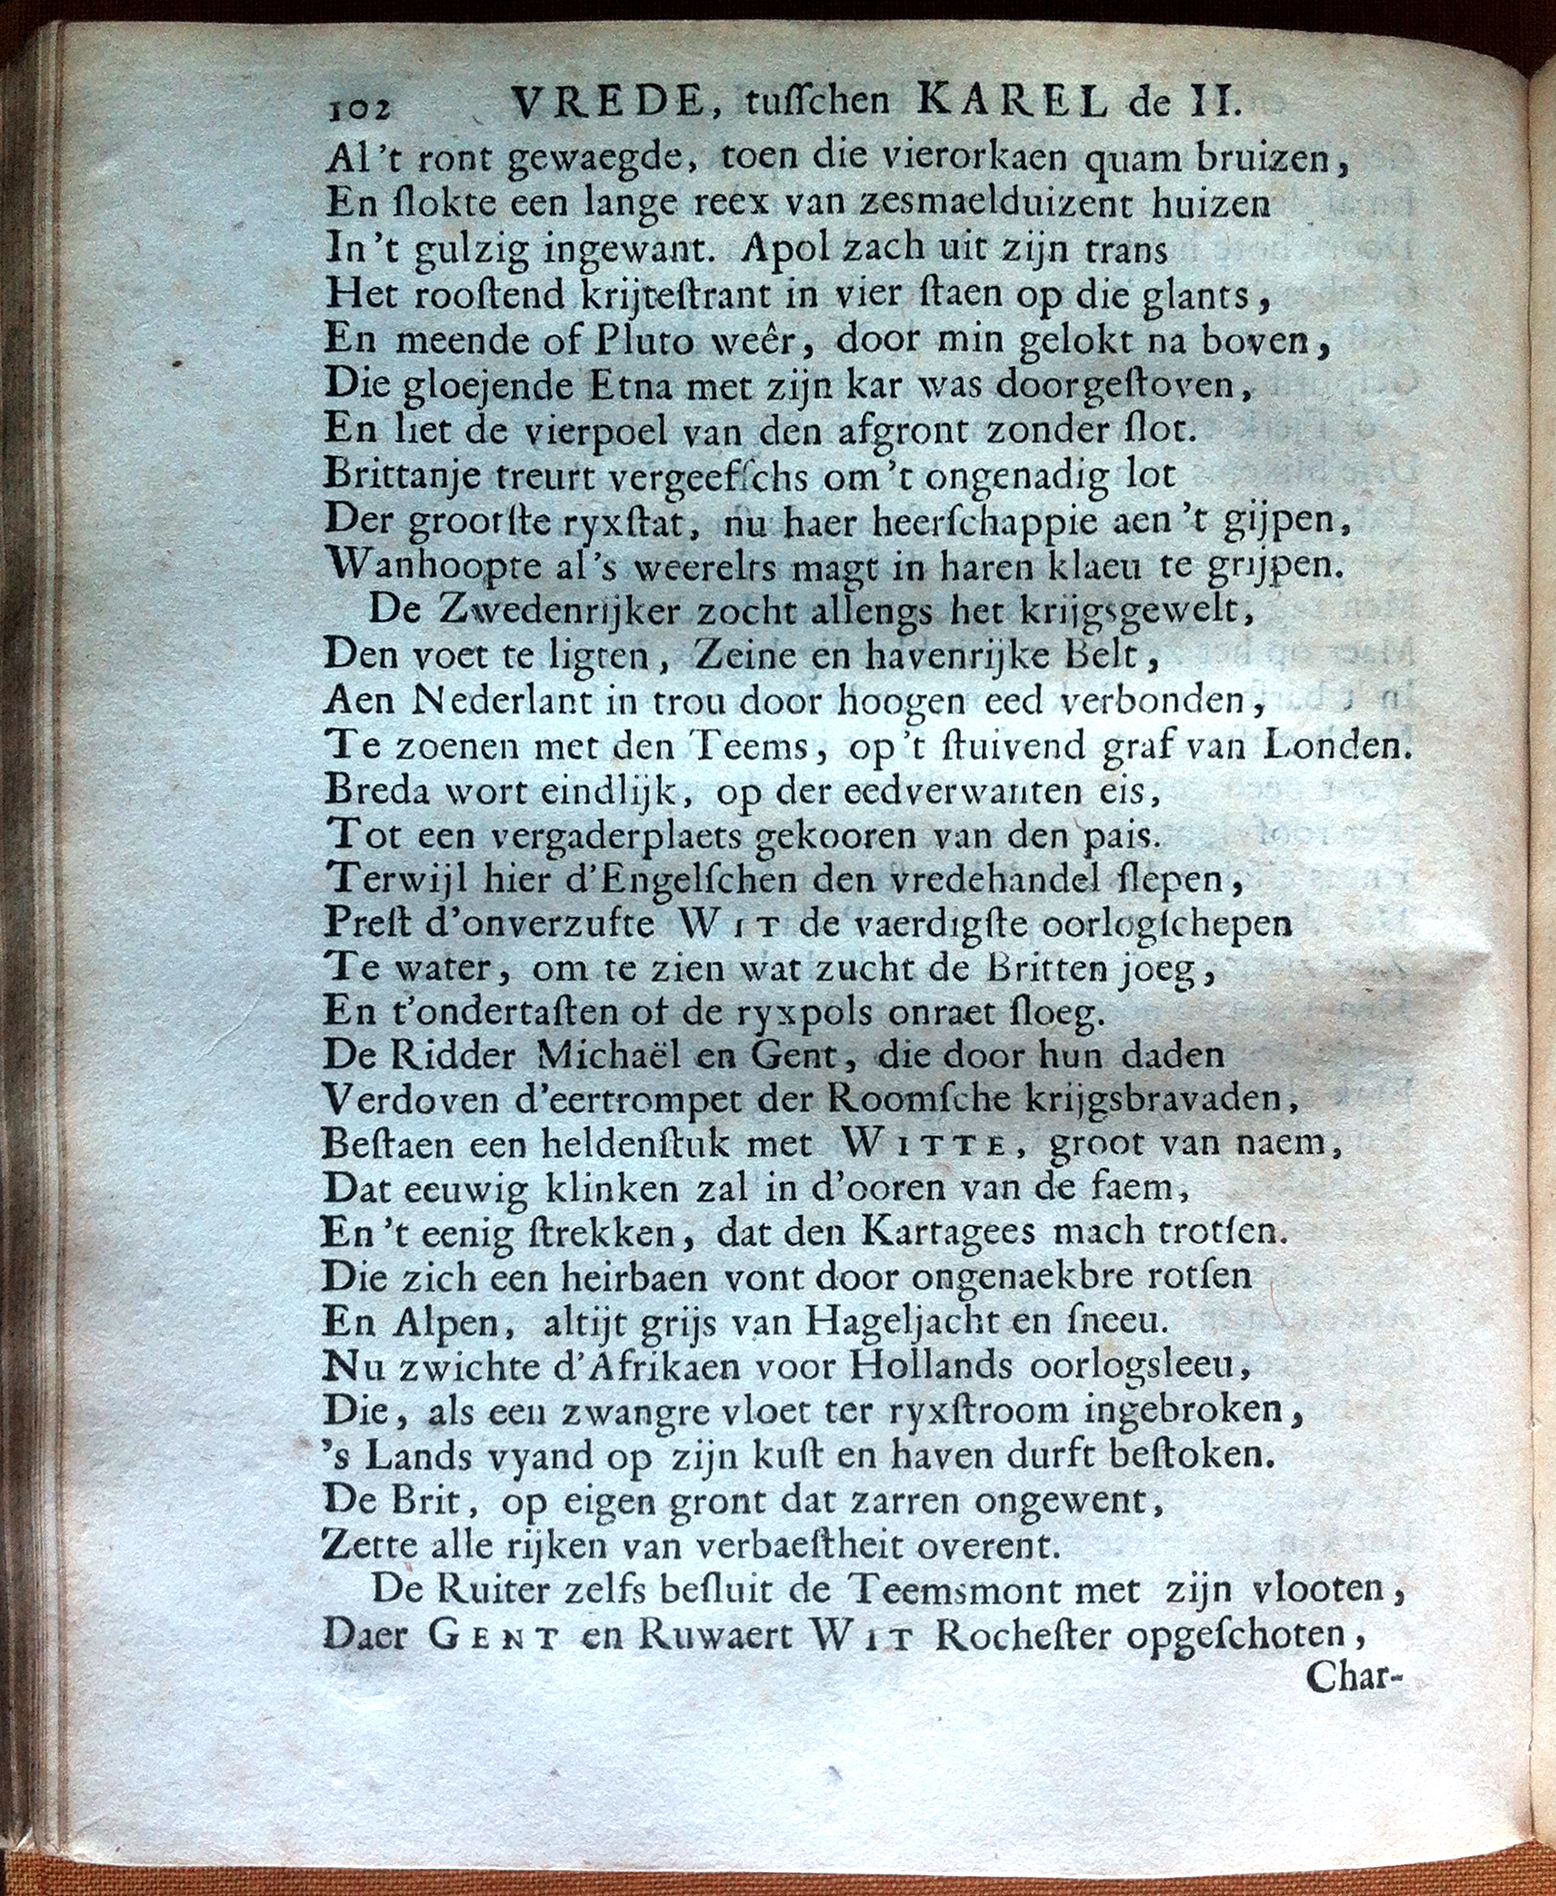 102 VREDE, tuſſchen KAREL de II.
Al 't ront gewaegde, toen die vierorkaen quam bruizen,
En ſlokte een lange reex van zesmaelduizent huizen
In 't gulzig ingewant. Apol zach uit zijn trans
Het rooſtend krijteſtrant in vier ſtaen op die glants,
En meende of Pluto weêr, door min gelokt na boven,
Die gloejende Etna met zijn kar was doorgeſtoven,
En liet de vierpoel van den afgront zonder ſlot.
Brittanje treurt vergeefſchs om 't ongenadig lot
Der grootſte ryxſtat, nu haer heerſchappie aen 't gijpen,
Wanhoopte al 's weerelts magt in haren klaeu te grijpen.
De Zwedenrijker zocht allengs het krijgsgewelt,
Den voet te ligten, Zeine en havenrijke Belt,
Aen Nederlant in trou door hoogen eed verbonden,
Te zoenen met den Teems, op 't ſtuivend graf van Londen.
Breda wort eindlijk, op der eedverwanten eis,
Tot een vergaderplaets gekooren van den pais.
Terwijl hier d'Engelſchen den vredehandel ſlepen,
Preſt d'onverzufte WIT de vaerdigſte oorlogſchepen
Te water, om te zien wat zucht de Britten joeg,
En t'ondertaſten of de ryxpols onraet ſloeg.
De Ridder Michaël en Gent, die door hun daden
Verdoven d'eertrompet der Roomſche krijgsbravaden,
Beſtaen een heldenſtuk met WITTE, groot van naem,
Dat eeuwig klinken zal in d'ooren van de faem,
En 't eenig ſtrekken, dat den Kartagees mach trotſen.
Die zich een heirbaen vont door ongenaekbre rotſen
En Alpen, altijt grijs van Hageljacht en ſneeu.
Nu zwichte d'Afrikaen voor Hollands oorlogsleeu,
Die, als een zwangre vloet ter ryxſtroom ingebroken,
's Lands vyand op zijn kuſt en haven durft beſtoken.
De Brit, op eigen gront dat zarren ongewent,
Zette alle rijken van verbaeſtheit overent.
De Ruiter zelfs beſluit de Teemsmont met zijn vlooten,
Daer GENT en Ruwaert WIT Rocheſter opgeſchoten,
Char-